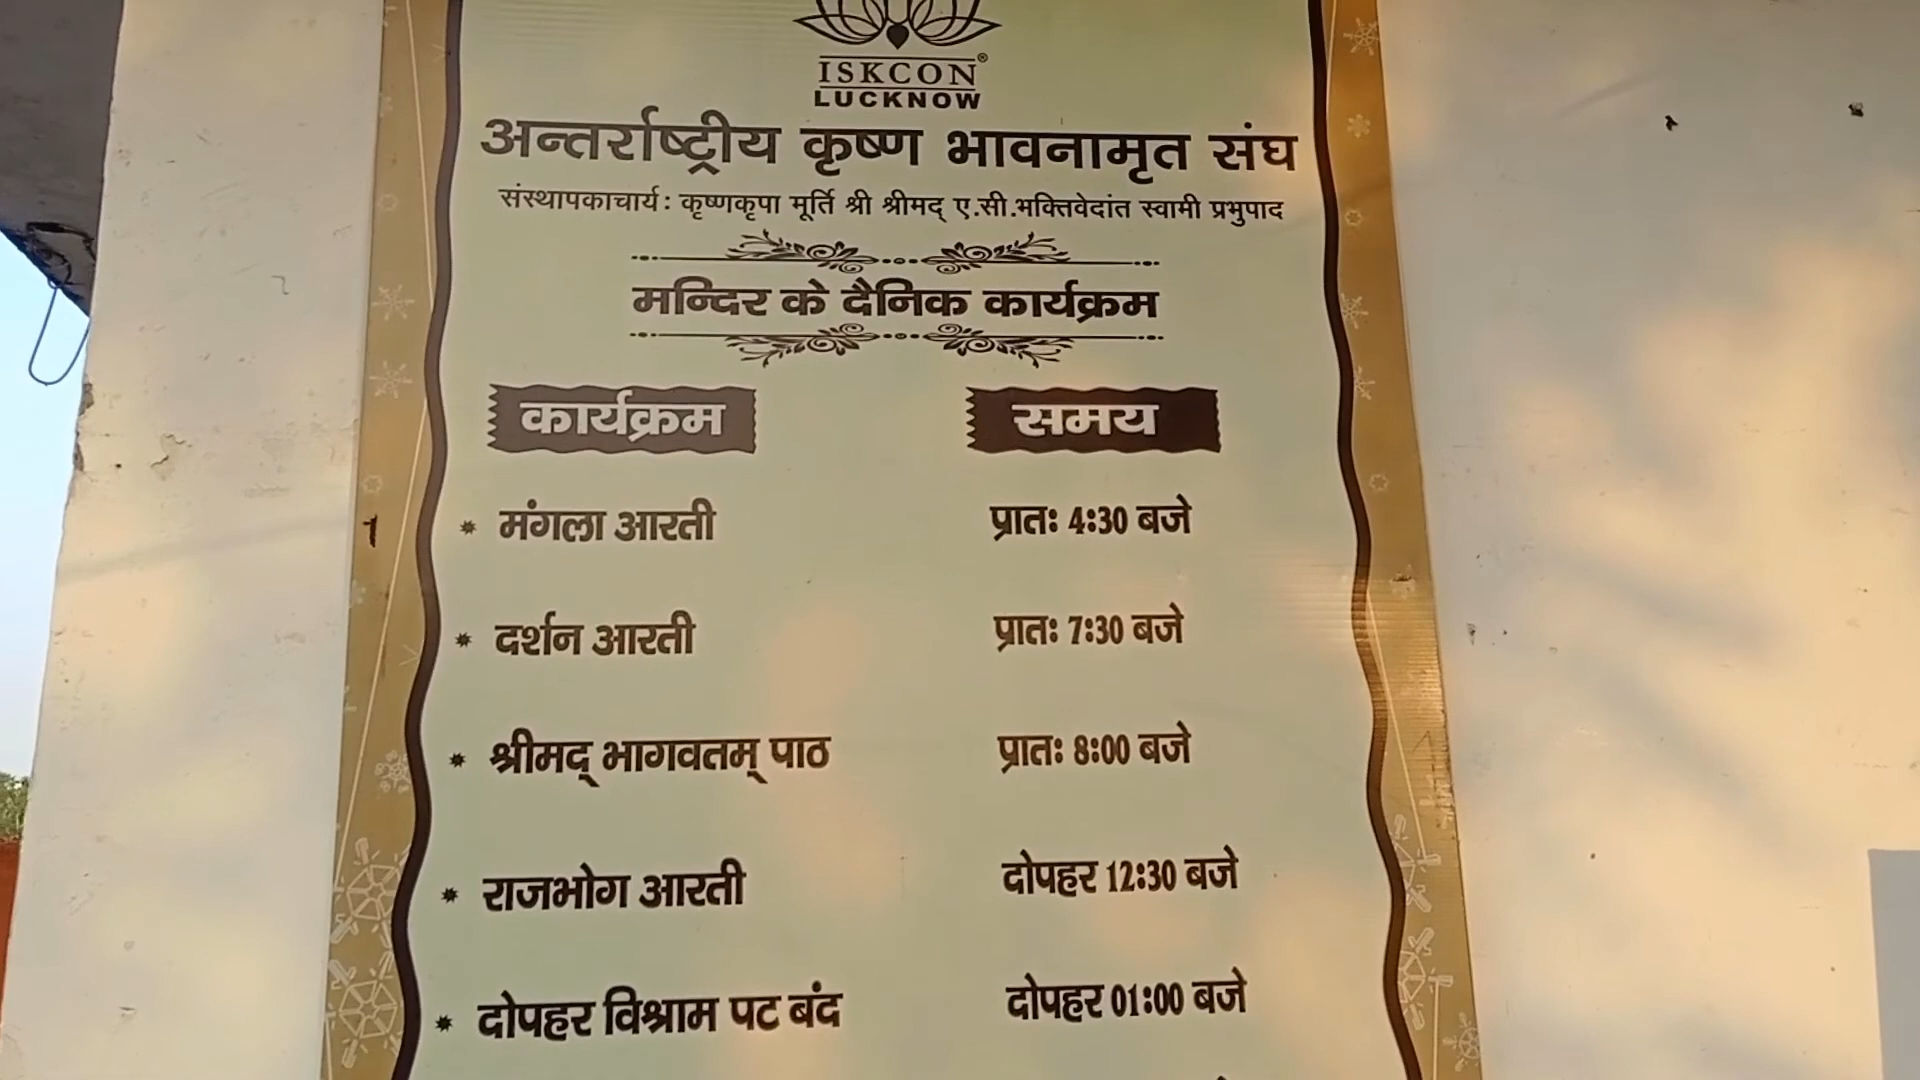 ISKCON®
LUCKNOW
अन्तर्राष्ट्रीय कृष्ण भावनामृत संघ
संस्थापकाचार्य: कृष्णकृपा मूर्ति श्री श्रीमद् ए.सी.भक्तिवेदांत स्वामी प्रभुपाद
मन्दिर के दैनिक कार्यक्रम
कार्यक्रम समय
मंगला आरती प्रातः 4:30 बजे
दर्शन आरती प्रातः 7:30 बजे
श्रीमद् भागवतम् पाठ प्रातः 8:00 बजे
राजभोग आरती दोपहर 12:30 बजे
दोपहर विश्राम पट बंद दोपहर 01:00 बजे